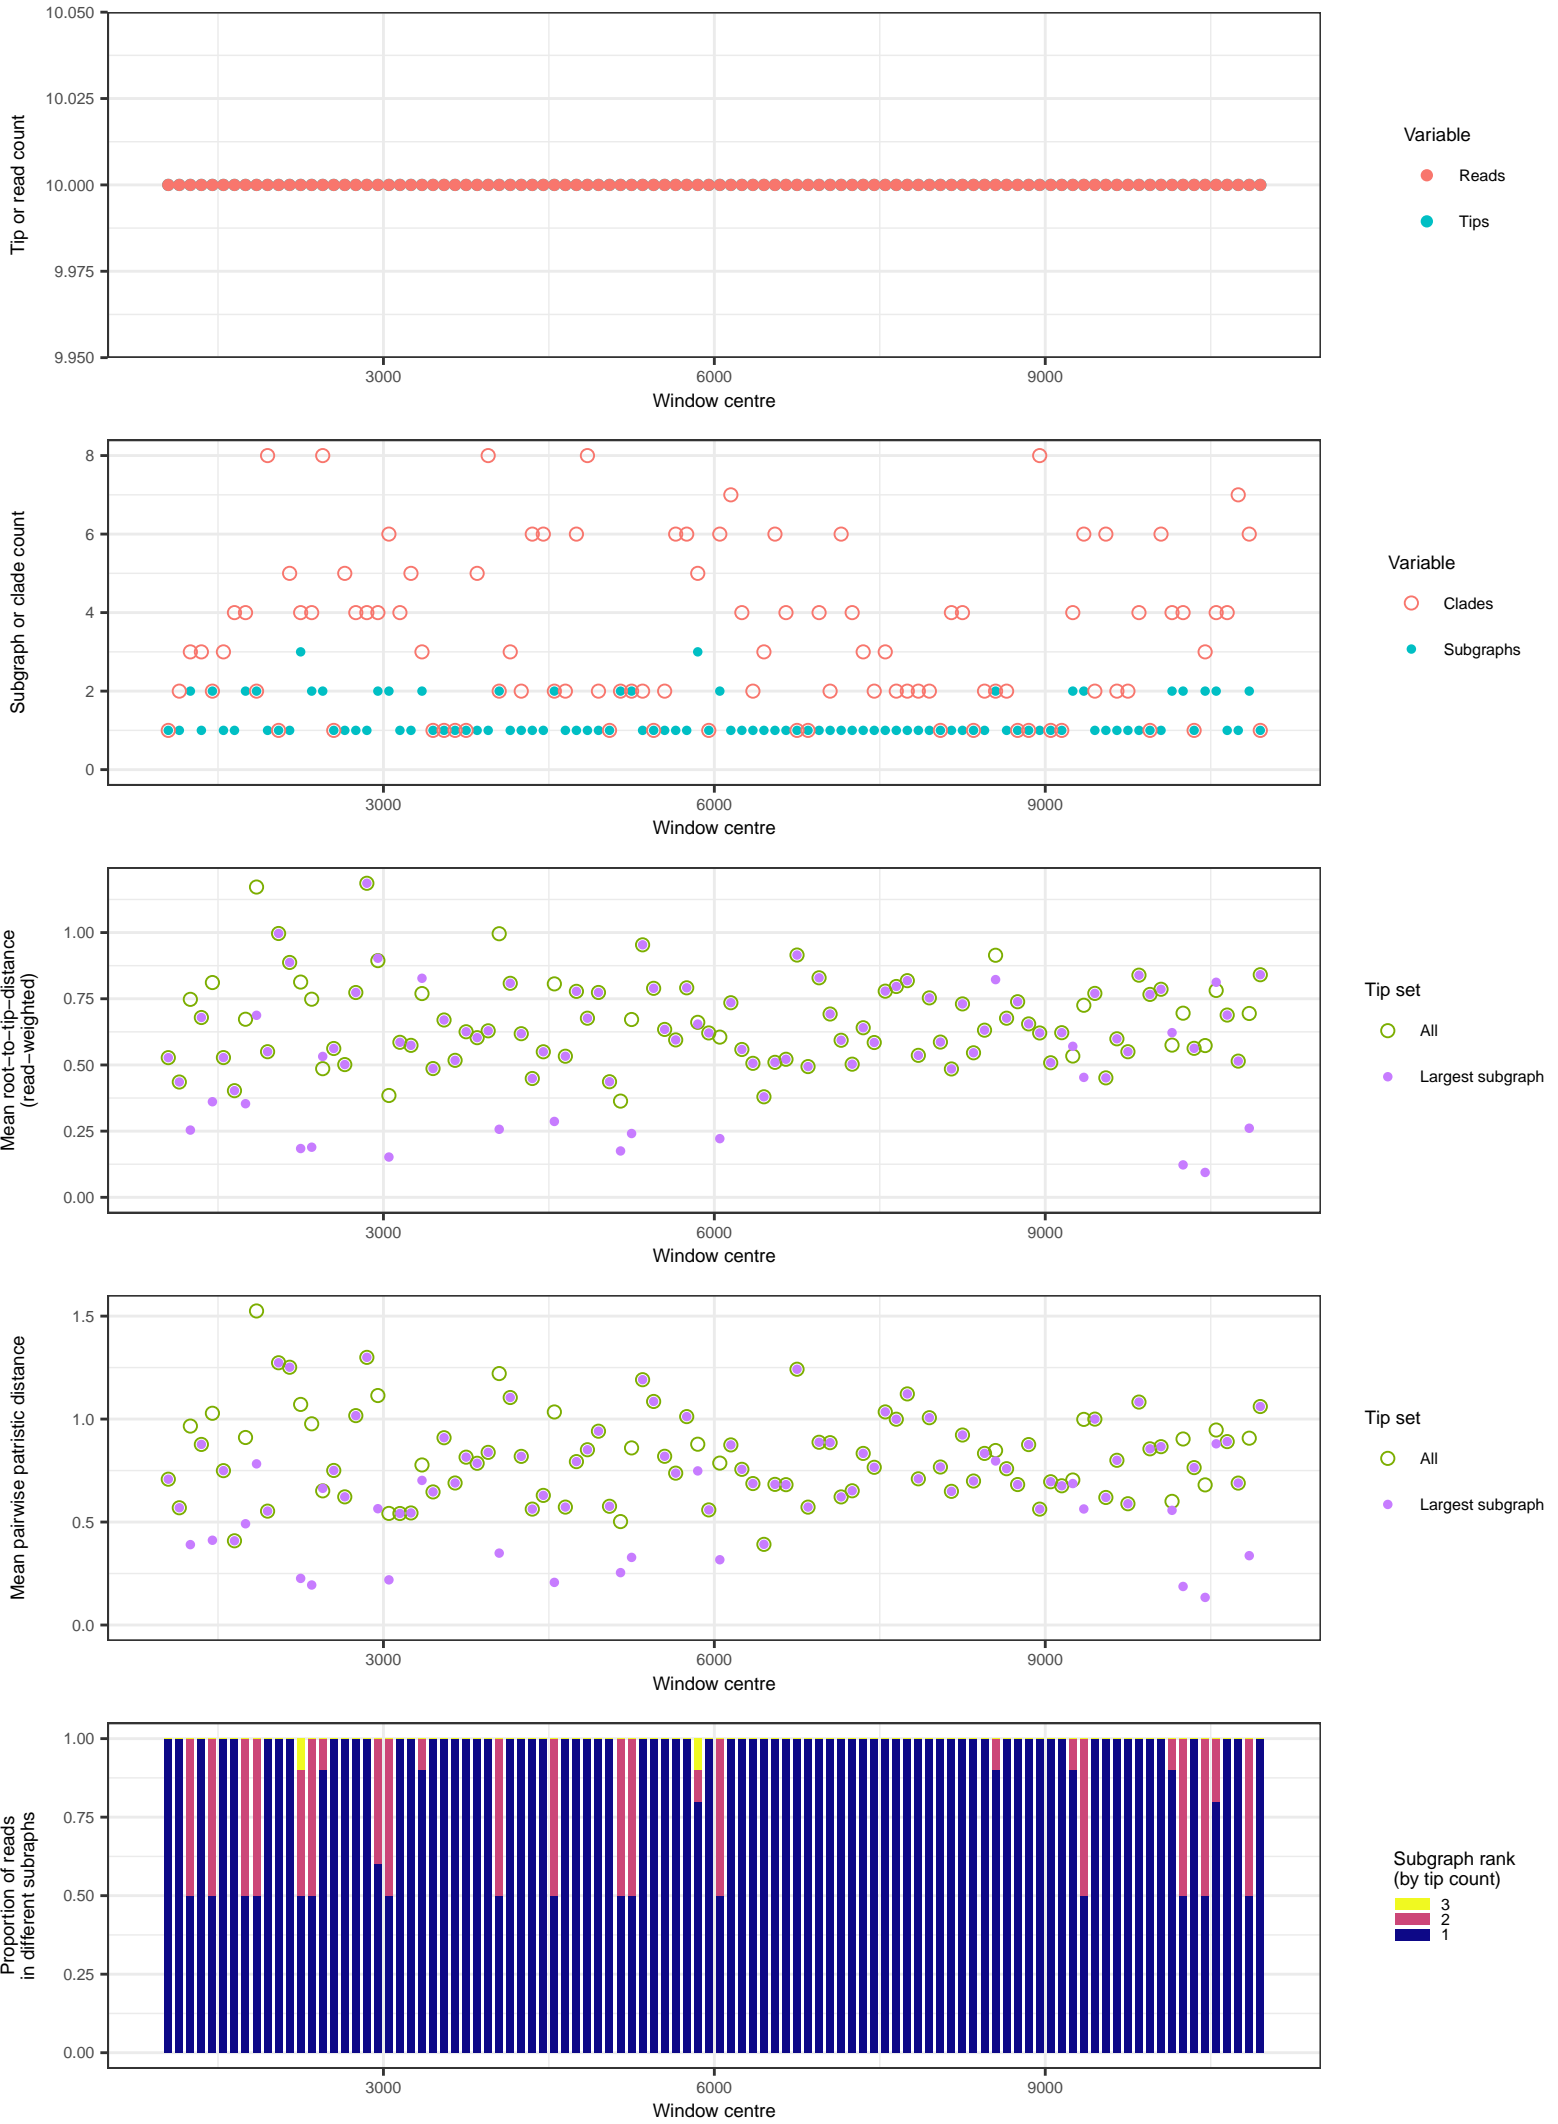 10.050
10.025
10.000
9.975
9.950
Tip or read count
3000 6000 9000
Window centre
Variable
Reads
Tips
8
6
4
2
0
Subgraph or clade count
3000 6000 9000
Window centre
Variable
Clades
Subgraphs
1.00
0.75
0.50
0.25
0.00
Mean root−to−tip−distance
(read−weighted)
3000 6000 9000
Window centre
Tip set
All
Largest subgraph
1.5
1.0
0.5
0.0
Mean pairwise patristic distance
3000 6000 9000
Window centre
Tip set
All
Largest subgraph
1.00
0.75
0.50
0.25
0.00
Proportion of reads
in different subraphs
3000 6000 9000
Window centre
Subgraph rank
(by tip count)
3
2
1